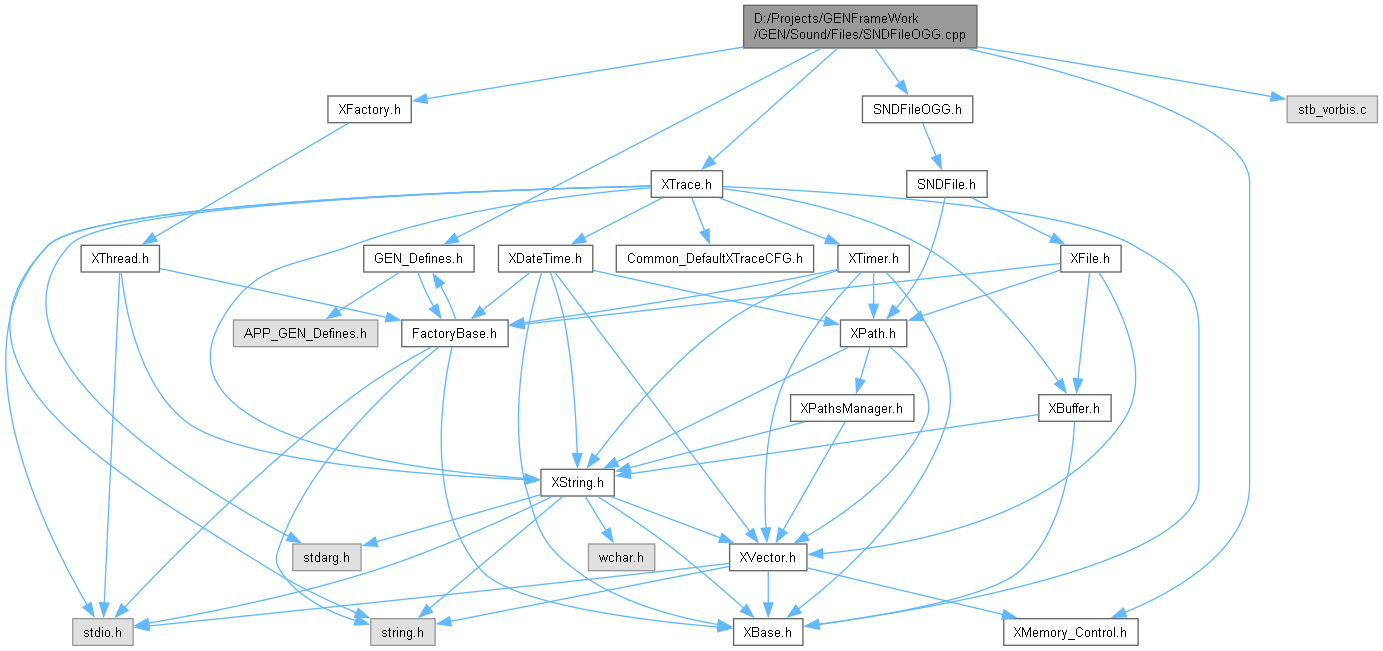 D:/Projects/GENFrameWork
/GEN/Sound/Files/SNDFileOGG.cpp
XFactory.h
SNDFileOGG.h
stb_vorbis.c
XTrace.h
SNDFile.h
XThread.h
GEN_Defines.h
XDateTime.h
Common_DefaultXTraceCFG.h
XTimer.h
XFile.h
APP_GEN_Defines.h
FactoryBase.h
XPath.h
XPathsManager.h
XBuffer.h
XString.h
stdarg.h
wchar.h
XVector.h
stdio.h
string.h
XBase.h
XMemory_Control.h